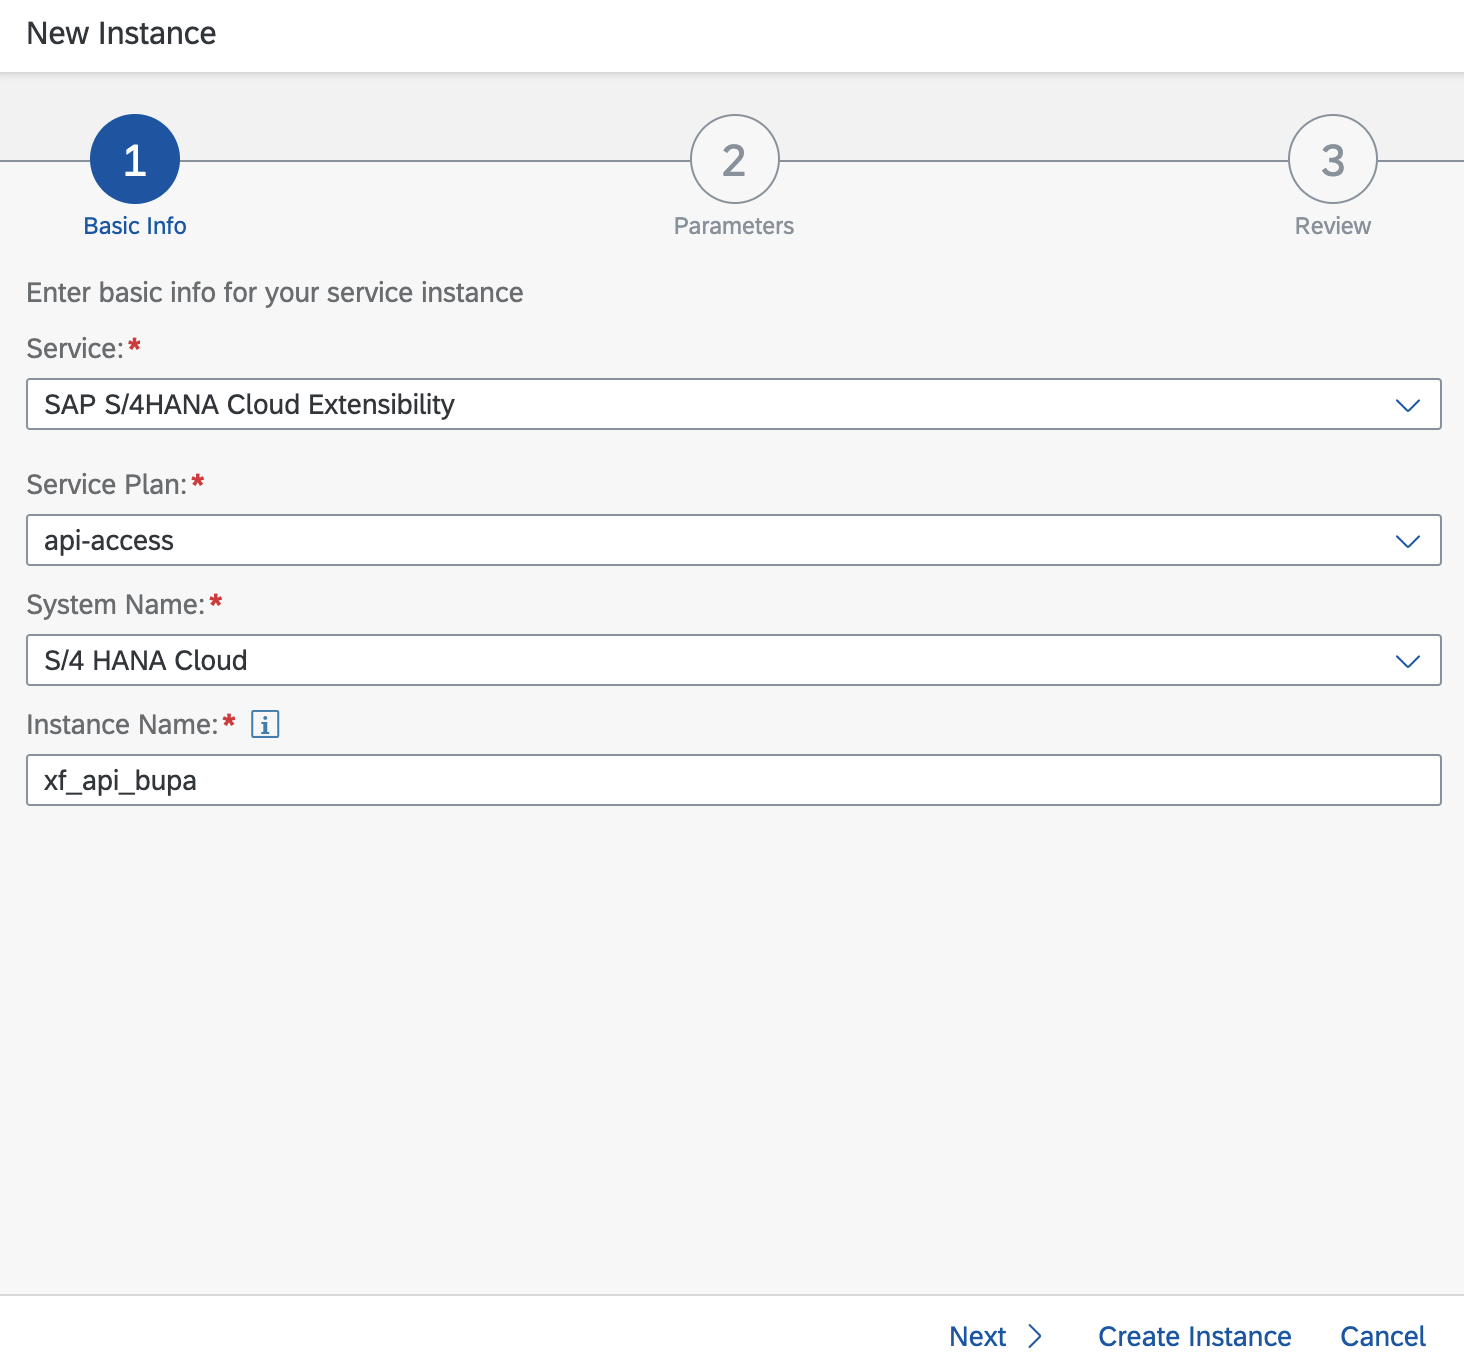 New Instance
1
2
3
Basic Info
Parameters
Review
Enter basic info for your service instance
Service:*
SAP S/4HANA Cloud Extensibility
Service Plan:*
api-access
System Name:*
S/4 HANA Cloud
Instance Name:* i
xf_api_bupa
Next Create Instance Cancel